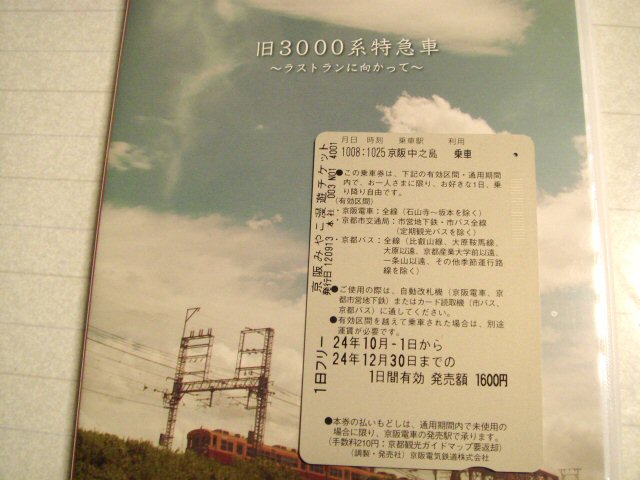 旧3000系特急車
～ラストランに向かって～
月日 時刻 乗車駅 利用
1008:1025 京阪 中之島 乗車
●この乗車券は、下記の有効区間・通用期間
内で、お一人さまに限り、お好きな1日、乗
り降り自由です。
(有効区間)
・京阪電車：全線(石山寺～坂本を除く)
・京都市交通局：市営地下鉄・市バス全線
(定期観光バスを除く)
・京都バス：全線(比叡山線、大原鞍馬線、
大原以遠、京都産業大学前以遠、
一条山以遠、その他季節運行路
線を除く)
●ご使用の際は、自動改札機(京阪電車、京
都市営地下鉄)またはカード読取機(市バス、
京都バス)に通してください。
●有効区間を越えて乗車された場合は、別途
運賃が必要です。
24年10月-1日から
24年12月30日までの
1日間有効 発売額 1600円
●本券の払いもどしは、通用期間内で未使用の
場合に限り、京阪電車の発売駅で承ります。
(手数料210円：京都観光ガイドマップ要返却)
(調製・発売社) 京阪電気鉄道株式会社
1日フリー 京阪みやこ漫遊チケット
発行日 120913 本社 003 N01 4001